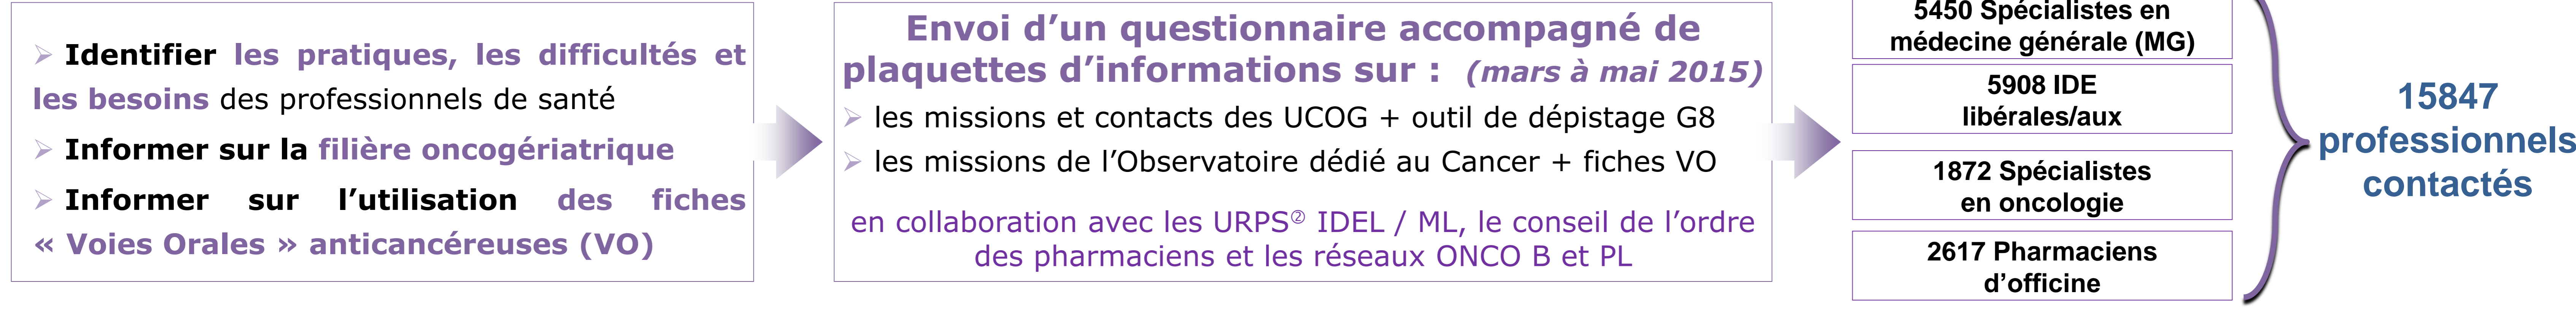 ➢ Identifier les pratiques, les difficultés et
les besoins des professionnels de santé
➢ Informer sur la filière oncogériatrique
➢ Informer sur l’utilisation des fiches
« Voies Orales » anticancéreuses (VO)
Envoi d’un questionnaire accompagné de
plaquettes d’informations sur : (mars à mai 2015)
➢ les missions et contacts des UCOG + outil de dépistage G8
➢ les missions de l’Observatoire dédié au Cancer + fiches VO
en collaboration avec les URPS② IDEL / ML, le conseil de l’ordre
des pharmaciens et les réseaux ONCO B et PL
5450 Spécialistes en
médecine générale (MG)
5908 IDE
libérales/aux
1872 Spécialistes
en oncologie
2617 Pharmaciens
d’officine
15847
professionnels
contactés